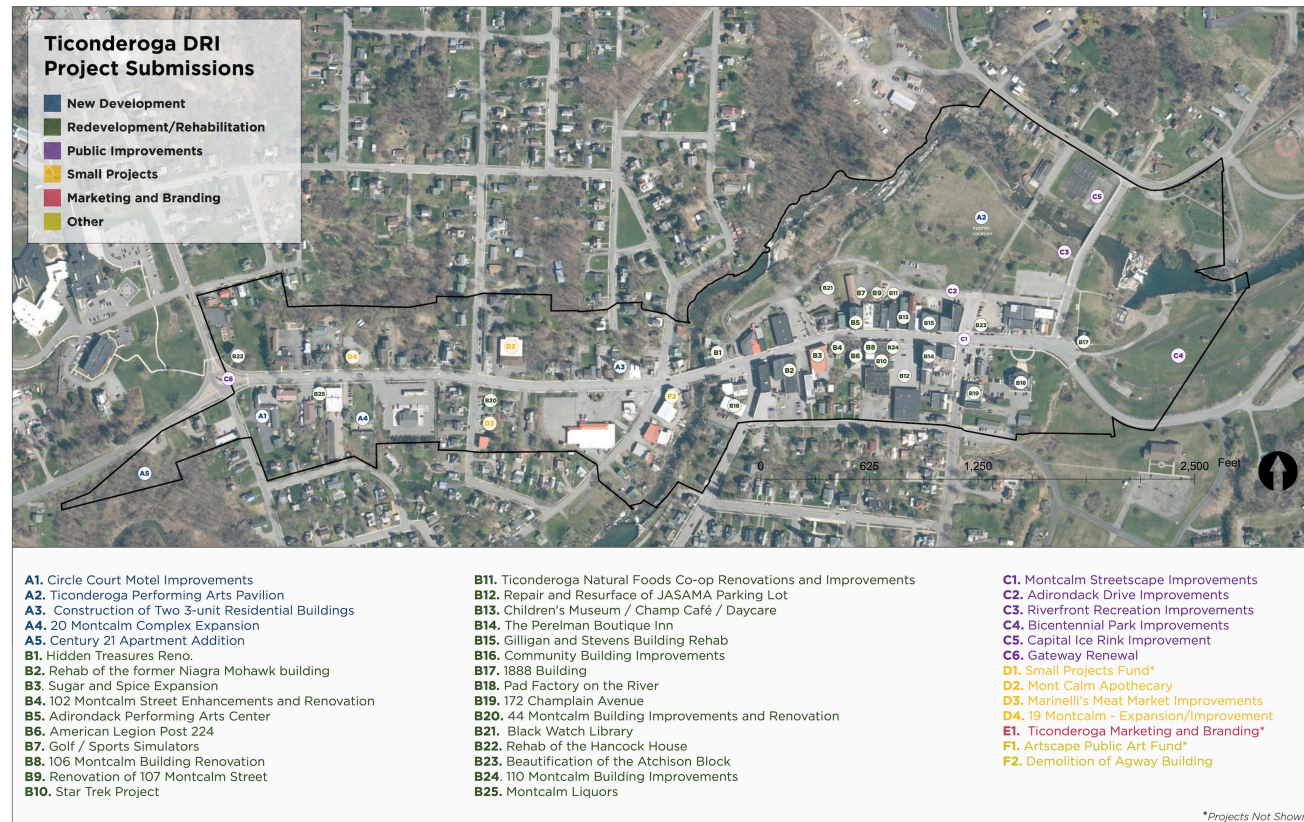 Ticonderoga DRI
Project Submissions
New Development
Redevelopment/Rehabilitation
Public Improvements
Small Projects
Marketing and Branding
Other
C5
A2
Approx.
Location
C3
B21
B7
B9
B11
C2
B5
B13
B15
B23
C1
B17
B22
D4
D2
A3
B1
B4
B8
B24
B3
B6
B10
B14
C4
B2
B12
C6
B16
B25
B20
F2
B18
B19
A1
A4
D3
A5
0 625 1,250 2,500 Feet
A1. Circle Court Motel Improvements
A2. Ticonderoga Performing Arts Pavilion
A3. Construction of Two 3-unit Residential Buildings
A4. 20 Montcalm Complex Expansion
A5. Century 21 Apartment Addition
B1. Hidden Treasures Reno.
B2. Rehab of the former Niagra Mohawk building
B3. Sugar and Spice Expansion
B4. 102 Montcalm Street Enhancements and Renovation
B5. Adirondack Performing Arts Center
B6. American Legion Post 224
B7. Golf / Sports Simulators
B8. 106 Montcalm Building Renovation
B9. Renovation of 107 Montcalm Street
B10. Star Trek Project
B11. Ticonderoga Natural Foods Co-op Renovations and Improvements
B12. Repair and Resurface of JASAMA Parking Lot
B13. Children's Museum / Champ Café / Daycare
B14. The Perelman Boutique Inn
B15. Gilligan and Stevens Building Rehab
B16. Community Building Improvements
B17. 1888 Building
B18. Pad Factory on the River
B19. 172 Champlain Avenue
B20. 44 Montcalm Building Improvements and Renovation
B21. Black Watch Library
B22. Rehab of the Hancock House
B23. Beautification of the Atchison Block
B24. 110 Montcalm Building Improvements
B25. Montcalm Liquors
C1. Montcalm Streetscape Improvements
C2. Adirondack Drive Improvements
C3. Riverfront Recreation Improvements
C4. Bicentennial Park Improvements
C5. Capital Ice Rink Improvement
C6. Gateway Renewal
D1. Small Projects Fund*
D2. Mont Calm Apothecary
D3. Marinelli's Meat Market Improvements
D4. 19 Montcalm - Expansion/Improvement
E1. Ticonderoga Marketing and Branding*
F1. Artscape Public Art Fund*
F2. Demolition of Agway Building
*Projects Not Shown